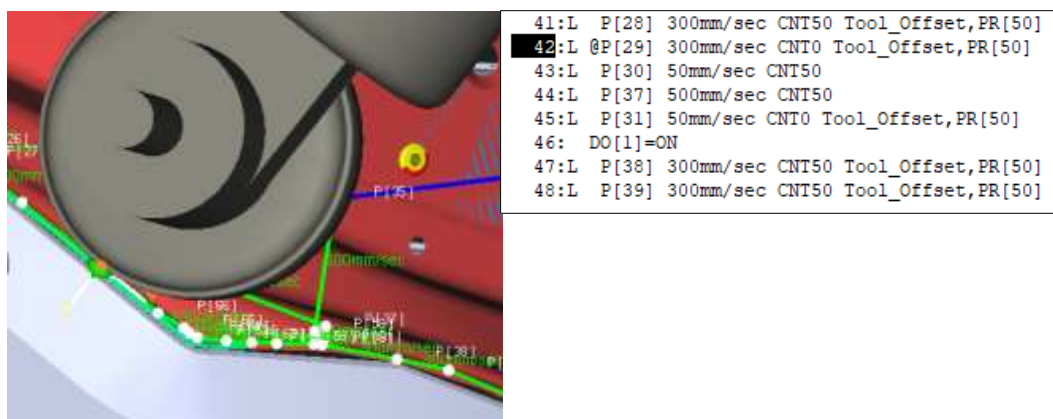 41:L P[28] 300mm/sec CNT50 Tool_Offset,PR[50]
42:L @P[29] 300mm/sec CNT0 Tool_Offset,PR[50]
43:L P[30] 50mm/sec CNT50
44:L P[37] 500mm/sec CNT50
45:L P[31] 50mm/sec CNT0 Tool_Offset,PR[50]
46: DO[1]=ON
47:L P[38] 300mm/sec CNT50 Tool_Offset,PR[50]
48:L P[39] 300mm/sec CNT50 Tool_Offset,PR[50]
P[35]
P[38]